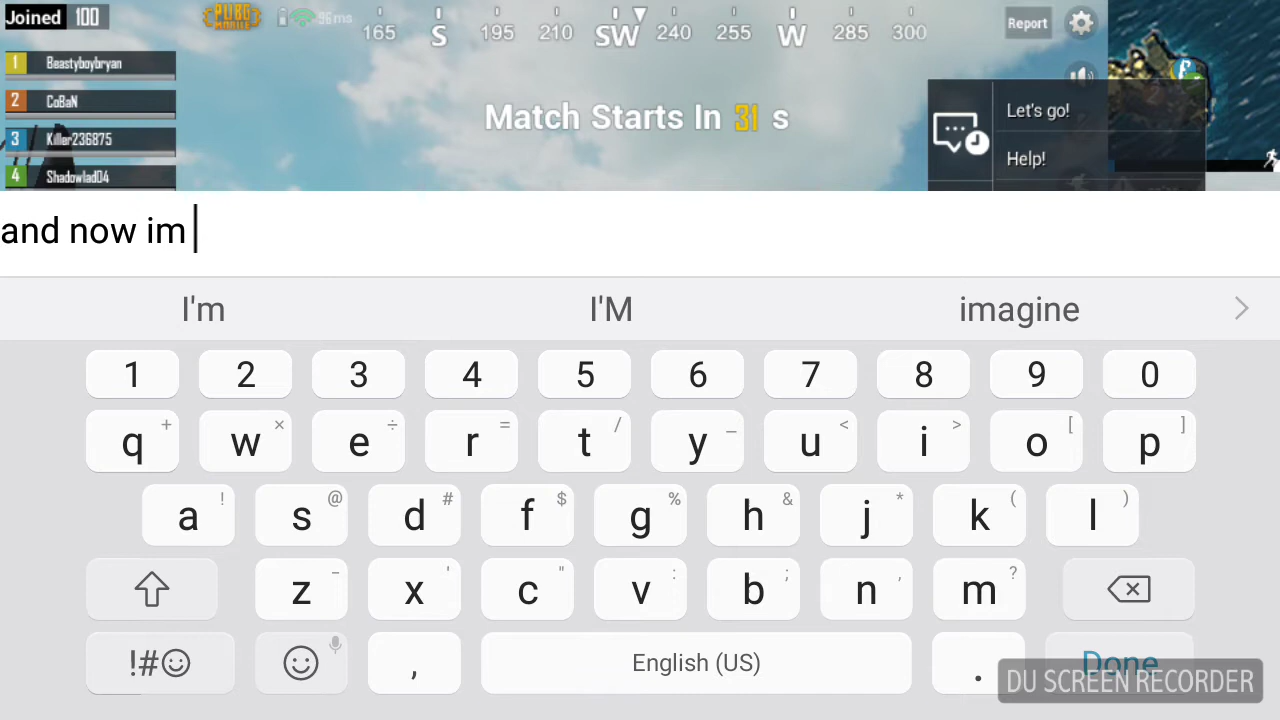 Joined 100
PUBG MOBILE
96 ms
165 S 195 210 SW 240 255 W 285 300
Report
1 Beastyboybryan
2 CoBaN
3 Killer236875
4 Shadowlad04
Match Starts In 31 s
Let's go!
Help!
and now im
I'm I'M imagine
1 2 3 4 5 6 7 8 9 0
q + w × e ÷ r = t / y _ u < i > o [ p ]
a ! s @ d # f $ g % h & j * k ( l )
z - x ' c " v : b ; n , m ?
!#☺ , English (US) . Done
DU SCREEN RECORDER